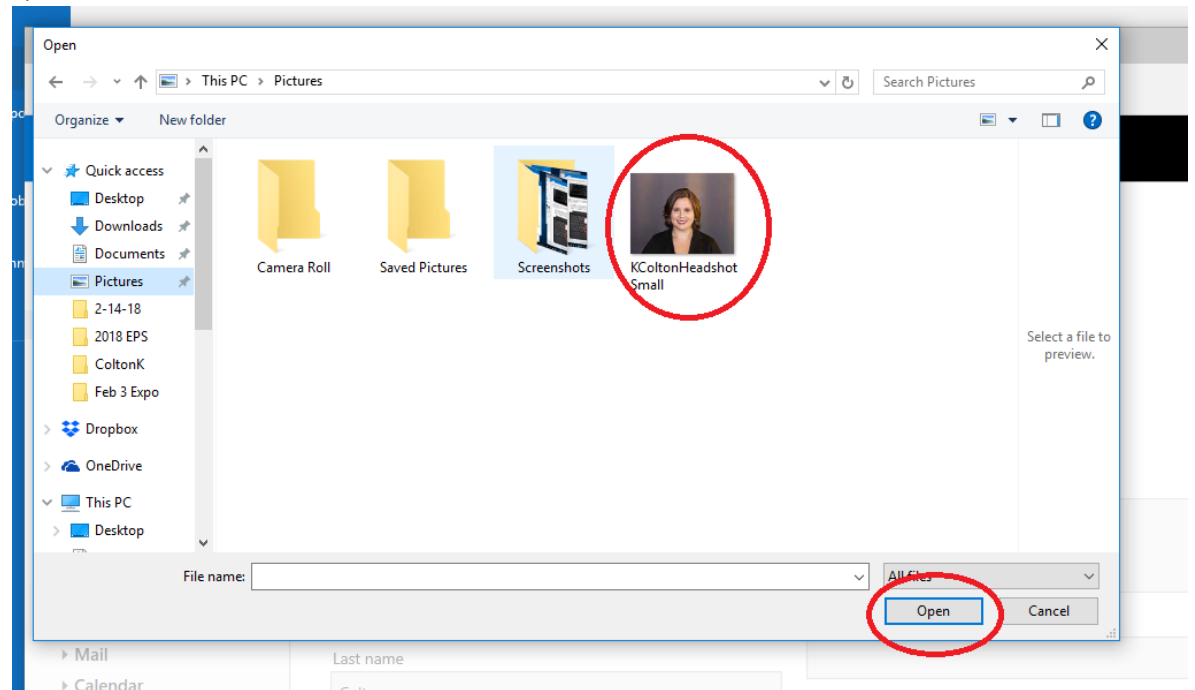 Open
This PC > Pictures
Search Pictures
Organize
New folder
Quick access
Desktop
Downloads
Documents
Pictures
2-14-18
2018 EPS
ColtonK
Feb 3 Expo
Dropbox
OneDrive
This PC
Desktop
Camera Roll
Saved Pictures
Screenshots
KColtonHeadshot
Small
Select a file to
preview.
File name:
All files
Open
Cancel
Mail
Last name
Calendar